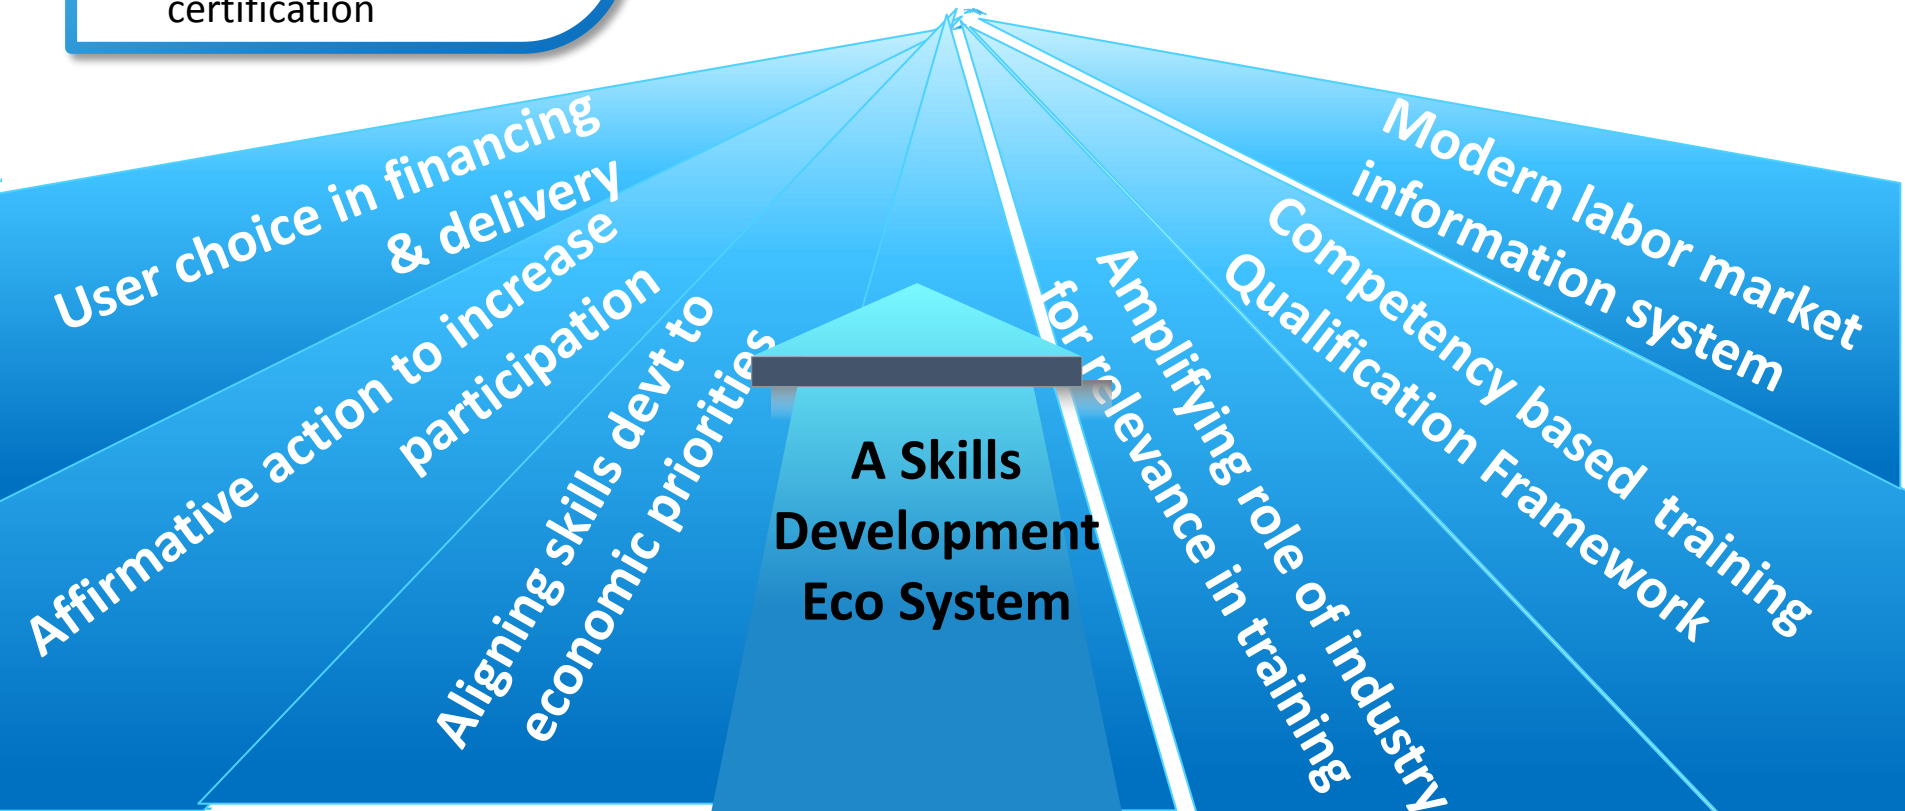 certification
User choice in financing
& delivery
Affirmative action to increase
participation
Aligning skills devt to
economic priorities
A Skills
Development
Eco System
Amplifying role of industry
for relevance in training
Competency based training
Qualification Framework
Modern labor market
information system